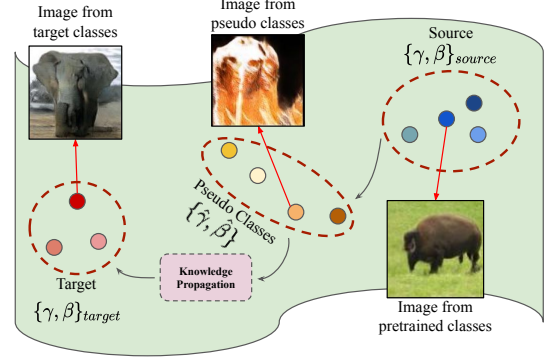 Image from
target classes
Image from
pseudo classes
Source
{γ, β}source
Pseudo Classes
{γ̂, β̂}
Knowledge
Propagation
Target
{γ, β}target
Image from
pretrained classes